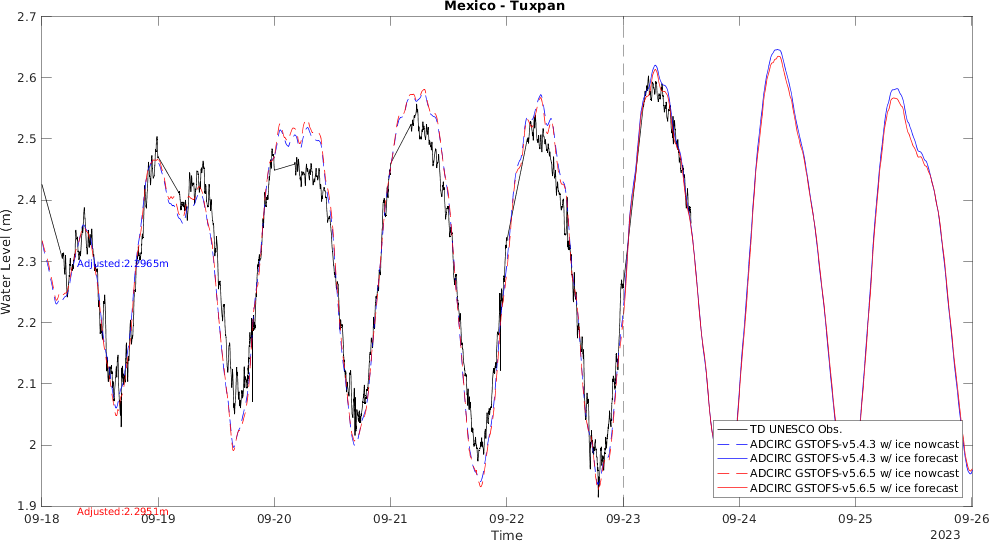 Mexico - Tuxpan
2.7
2.6
2.5
2.4
2.3
2.2
2.1
2
1.9
Water Level (m)
Adjusted:2.2965m
Adjusted:2.2951m
TD UNESCO Obs.
ADCIRC GSTOFS-v5.4.3 w/ ice nowcast
ADCIRC GSTOFS-v5.4.3 w/ ice forecast
ADCIRC GSTOFS-v5.6.5 w/ ice nowcast
ADCIRC GSTOFS-v5.6.5 w/ ice forecast
09-18 09-19 09-20 09-21 09-22 09-23 09-24 09-25 09-26
Time
2023